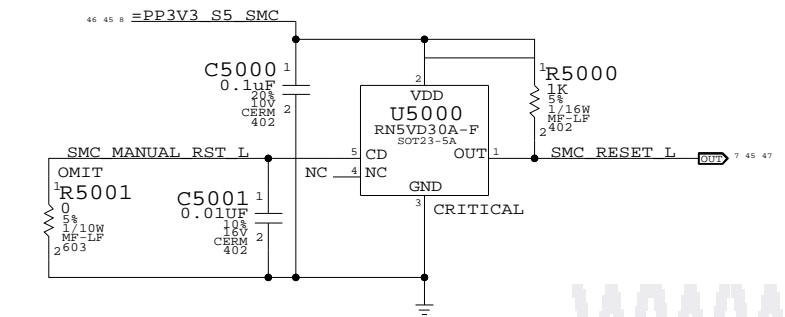 46 45 8 =PP3V3_S5_SMC
C5000 1
0.1uF
20%
10V
CERM 2
402
2
VDD
U5000
RN5VD30A-F
SOT23-5A
5 CD
OUT 1
NC 4 NC
GND
3
CRITICAL
1 R5000
1K
5%
1/16W
MF-LF
2 402
SMC_MANUAL_RST_L
SMC_RESET_L
OUT 7 45 47
OMIT
1 R5001
0
5%
1/10W
MF-LF
2 603
C5001 1
0.01UF
10%
16V
CERM 2
402